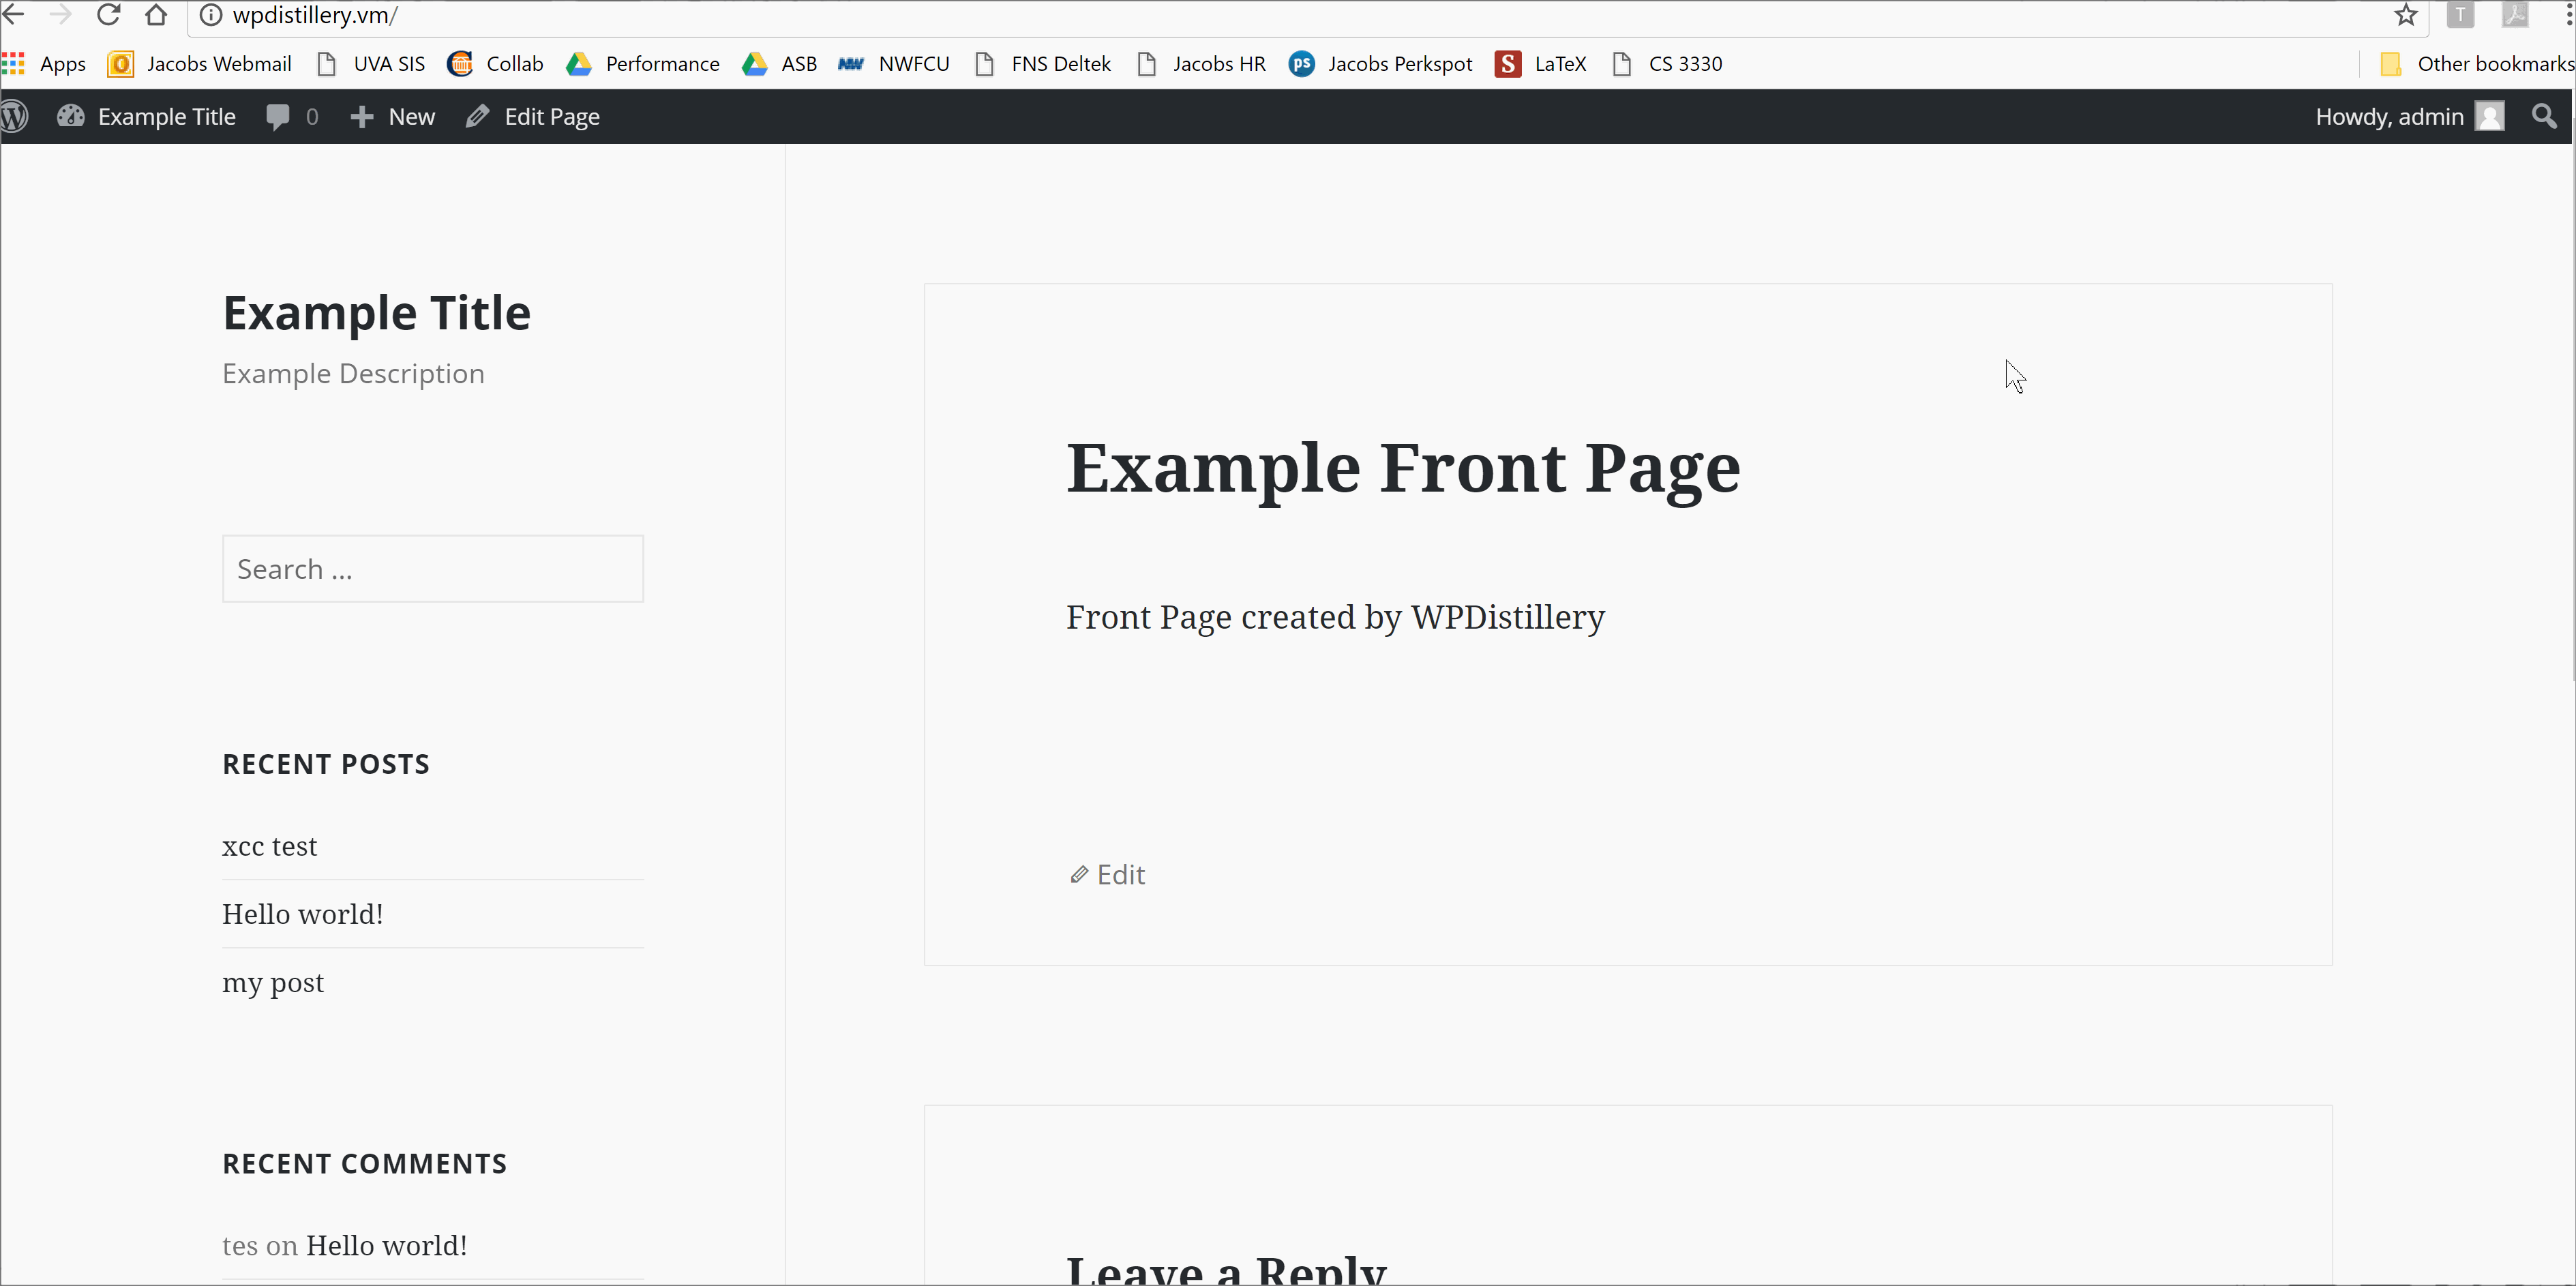 wpdistillery.vm/
T
Apps Jacobs Webmail UVA SIS Collab Performance ASB NW NWFCU FNS Deltek Jacobs HR ps Jacobs Perkspot S LaTeX CS 3330 Other bookmarks
Example Title 0 New Edit Page Howdy, admin
Example Title
Example Description
Search ...
RECENT POSTS
xcc test
Hello world!
my post
RECENT COMMENTS
tes on Hello world!
Example Front Page
Front Page created by WPDistillery
Edit
Leave a Reply